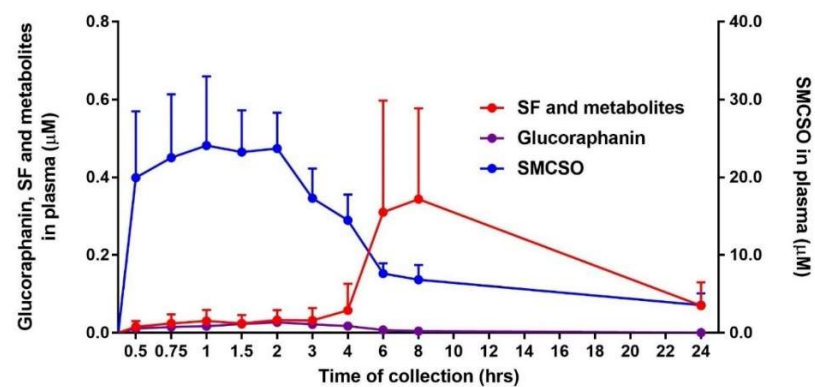 Glucoraphanin, SF and metabolites
in plasma (μM)
0.8
0.6
0.4
0.2
0.0
40.0
30.0
20.0
10.0
0.0
SMCSO in plasma (μM)
SF and metabolites
Glucoraphanin
SMCSO
0.5 0.75 1 1.5 2 3 4 6 8 10 12 14 16 18 20 22 24
Time of collection (hrs)